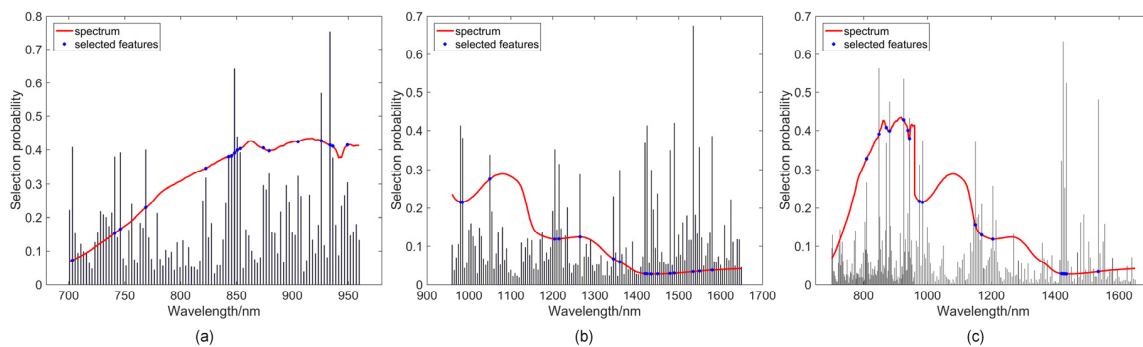 0.8
0.7
0.6
0.5
0.4
0.3
0.2
0.1
0
Selection probability
spectrum
selected features
700 750 800 850 900 950
Wavelength/nm
(a)
0.7
0.6
0.5
0.4
0.3
0.2
0.1
0
Selection probability
spectrum
selected features
900 1000 1100 1200 1300 1400 1500 1600 1700
Wavelength/nm
(b)
0.7
0.6
0.5
0.4
0.3
0.2
0.1
0
Selection probability
spectrum
selected features
800 1000 1200 1400 1600
Wavelength/nm
(c)